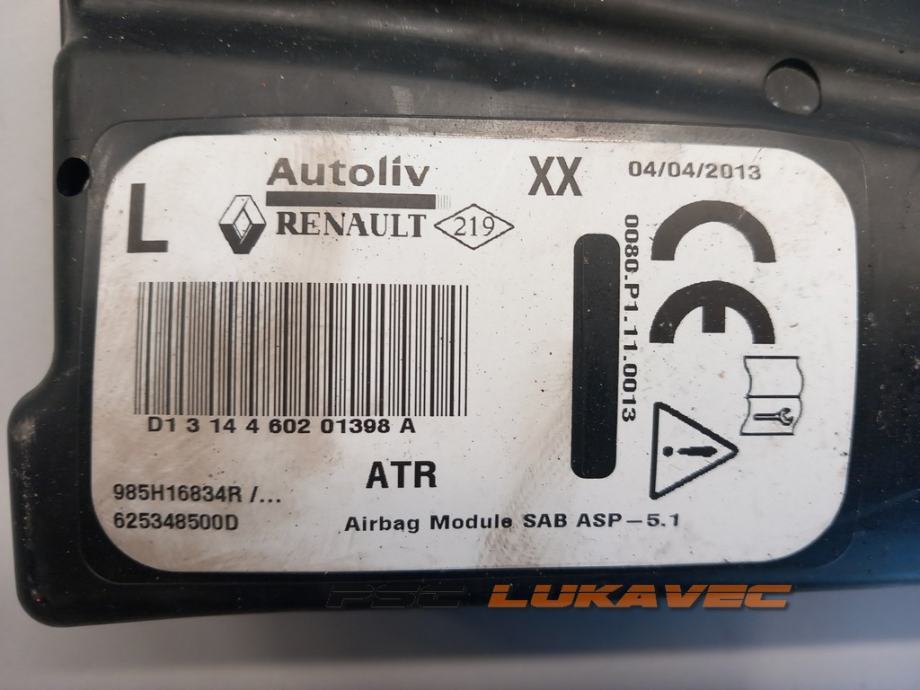 L
Autoliv
XX
04/04/2013
RENAULT
219
CE
0080.P1.11.0013
D1 3 14 4 602 01398 A
ATR
985H16834R /...
625348500D
Airbag Module SAB ASP-5.1
PSC LUKAVEC